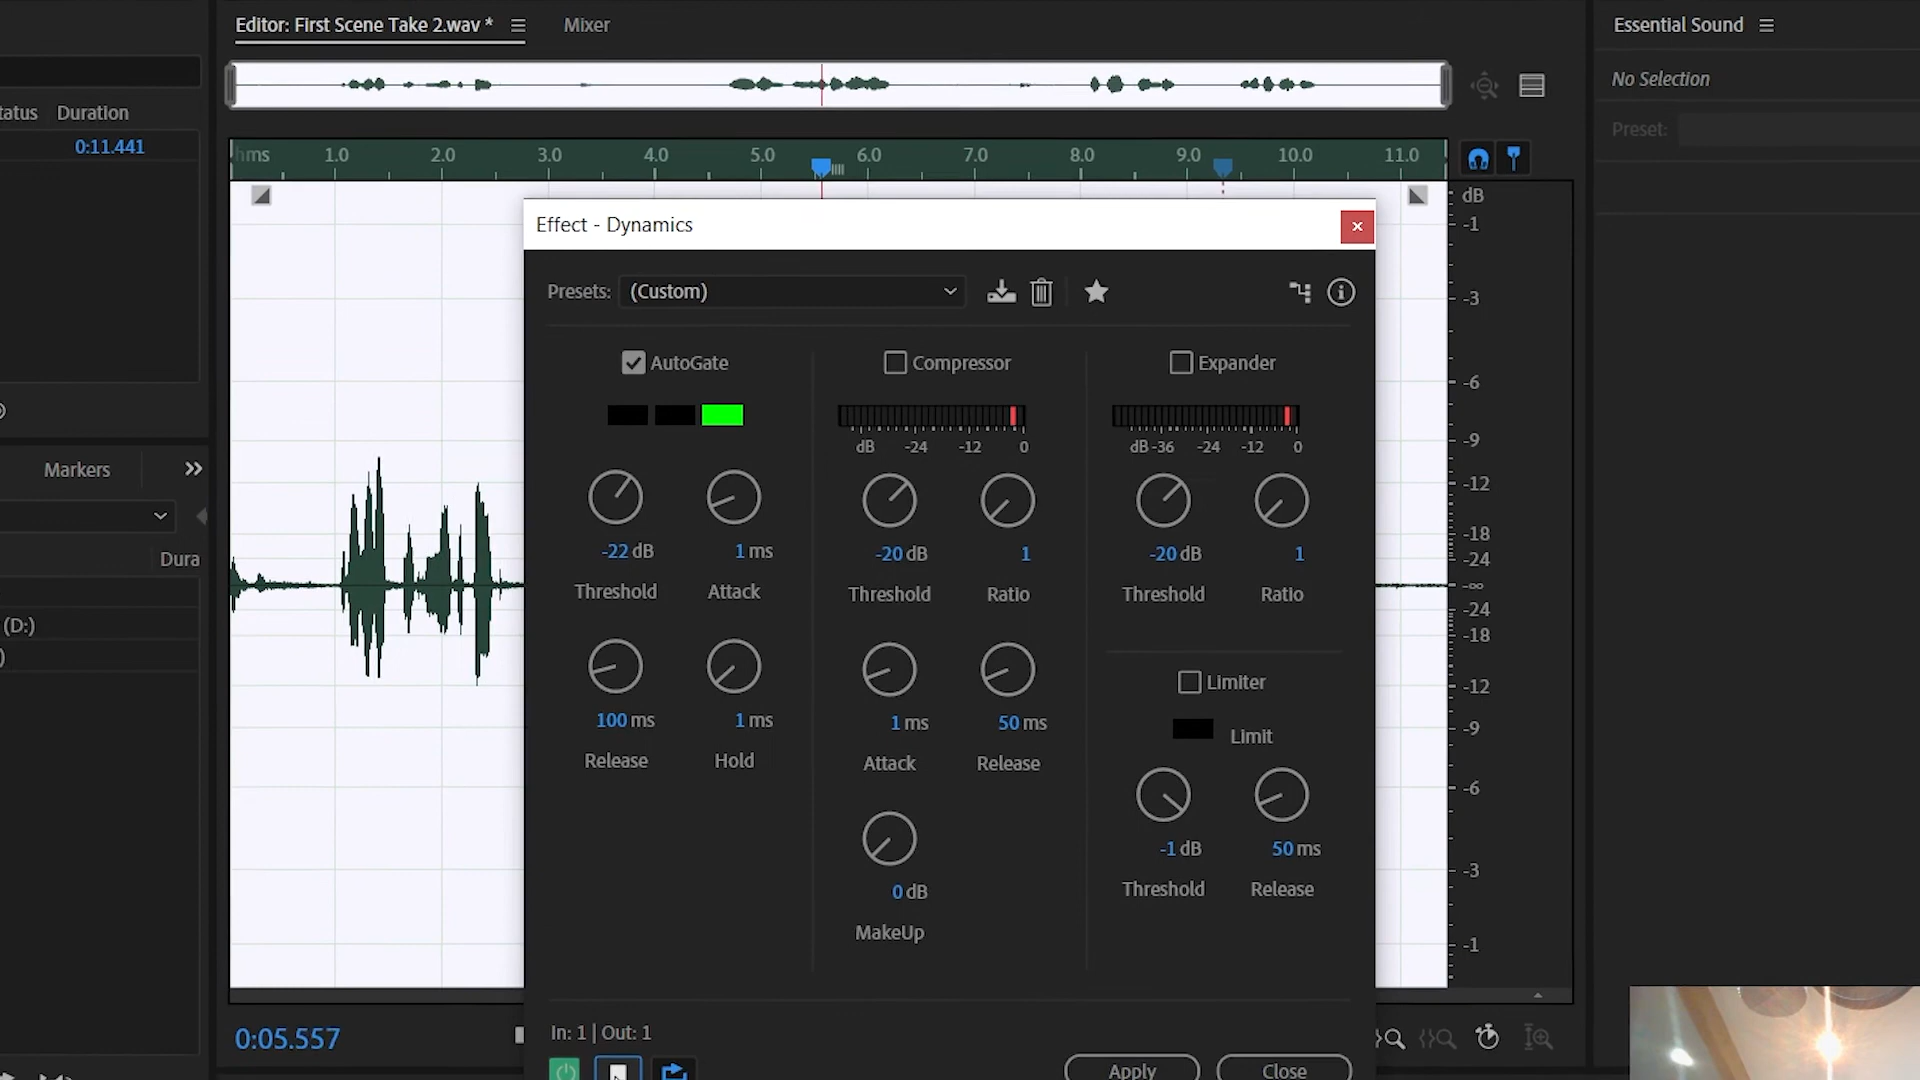 Editor: First Scene Take 2.wav *
Mixer
Essential Sound
No Selection
Preset:
tatus Duration
0:11.441
hms 1.0 2.0 3.0 4.0 5.0 6.0 7.0 8.0 9.0 10.0 11.0
Markers
Dura
(D:)
)
Effect - Dynamics
Presets: (Custom)
AutoGate
-22 dB
Threshold
1 ms
Attack
100 ms
Release
1 ms
Hold
Compressor
dB -24 -12 0
-20 dB
Threshold
1
Ratio
1 ms
Attack
50 ms
Release
0 dB
MakeUp
Expander
dB -36 -24 -12 0
-20 dB
Threshold
1
Ratio
Limiter
Limit
-1 dB
Threshold
50 ms
Release
In: 1 | Out: 1
Apply
Close
dB
-1
-3
-6
-9
-12
-18
-24
-∞
-24
-18
-12
-9
-6
-3
-1
0:05.557